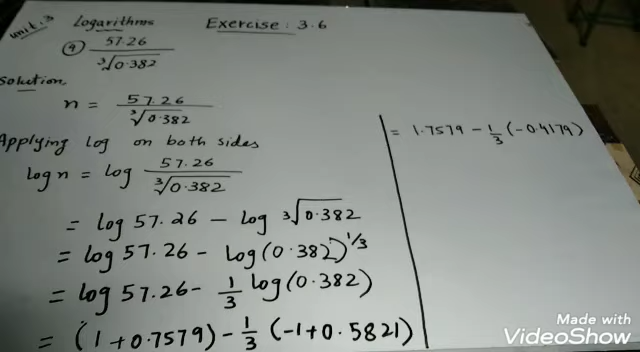 Unit: 3 Logarithms Exercise: 3.6
④ 57.26 / ∛0.382
Solution,
n = 57.26 / ∛0.382
Applying log on both sides
log n = log 57.26 / ∛0.382
= log 57.26 - log ∛0.382
= log 57.26 - log(0.382)^1/3
= log 57.26 - 1/3 log(0.382)
= (1+0.7579) - 1/3 (-1+0.5821)
= 1.7579 - 1/3 (-0.4179)
Made with
VideoShow